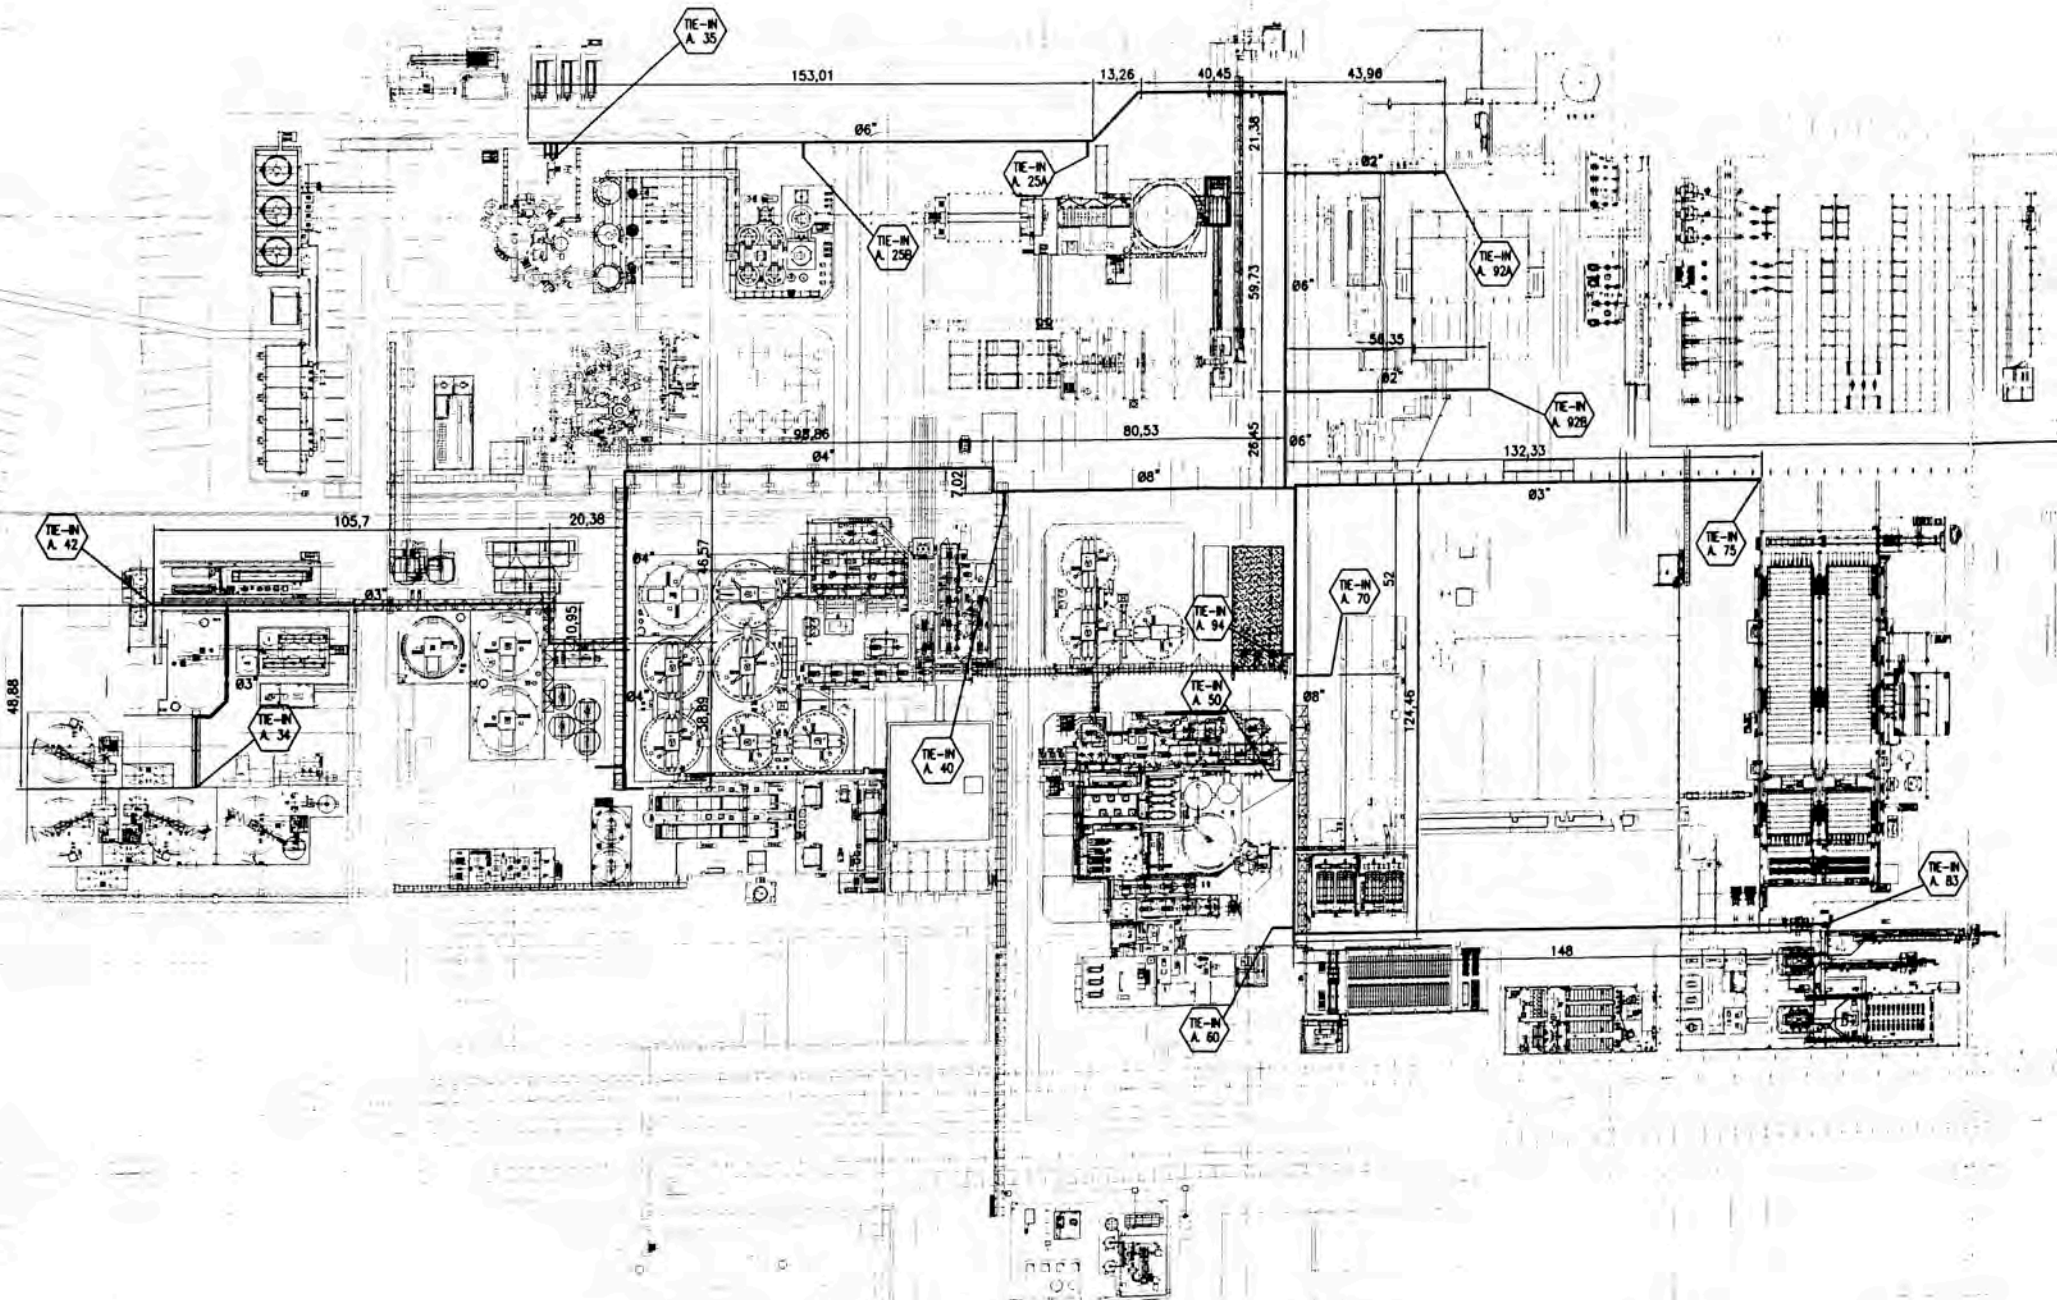 TIE-IN
A. 35
153,01
13,26
40,45
43,96
Ø6"
21,38
TIE-IN
A. 25A
Ø2"
TIE-IN
A. 25B
TIE-IN
A. 92A
59,73
Ø6"
56,35
Ø2"
TIE-IN
A. 92B
98,86
80,53
26,45
Ø6"
132,33
Ø4"
7,02
Ø8"
Ø3"
TIE-IN
A. 42
105,7
20,38
TIE-IN
A. 75
Ø4"
46,57
52
TIE-IN
A. 70
Ø3"
10,95
TIE-IN
A. 94
48,88
Ø3"
Ø4"
38,89
TIE-IN
A. 50
Ø8"
124,46
TIE-IN
A. 34
TIE-IN
A. 40
TIE-IN
A. 83
148
TIE-IN
A. 60